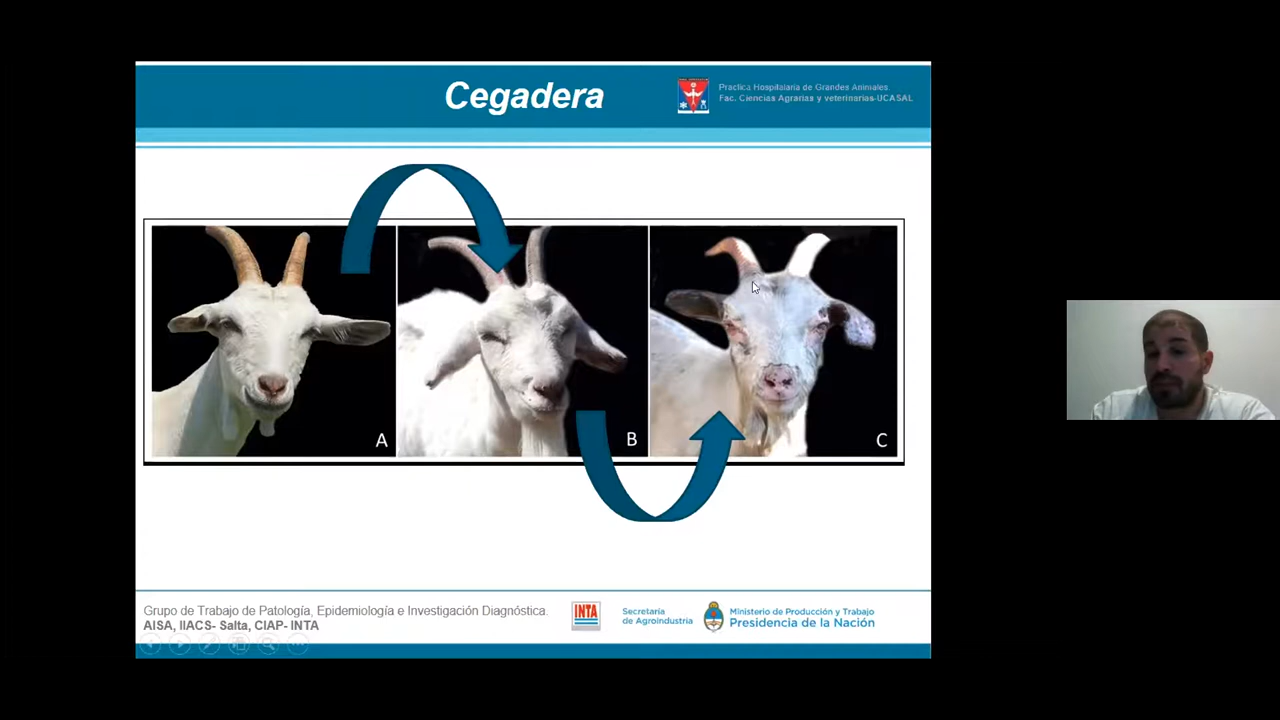 Cegadera
Practica Hospitalaria de Grandes Animales.
Fac. Ciencias Agrarias y veterinarias-UCASAL
A
B
C
Grupo de Trabajo de Patología, Epidemiología e Investigación Diagnóstica.
AISA, IIACS- Salta, CIAP- INTA
INTA
Secretaría
de Agroindustria
Ministerio de Producción y Trabajo
Presidencia de la Nación